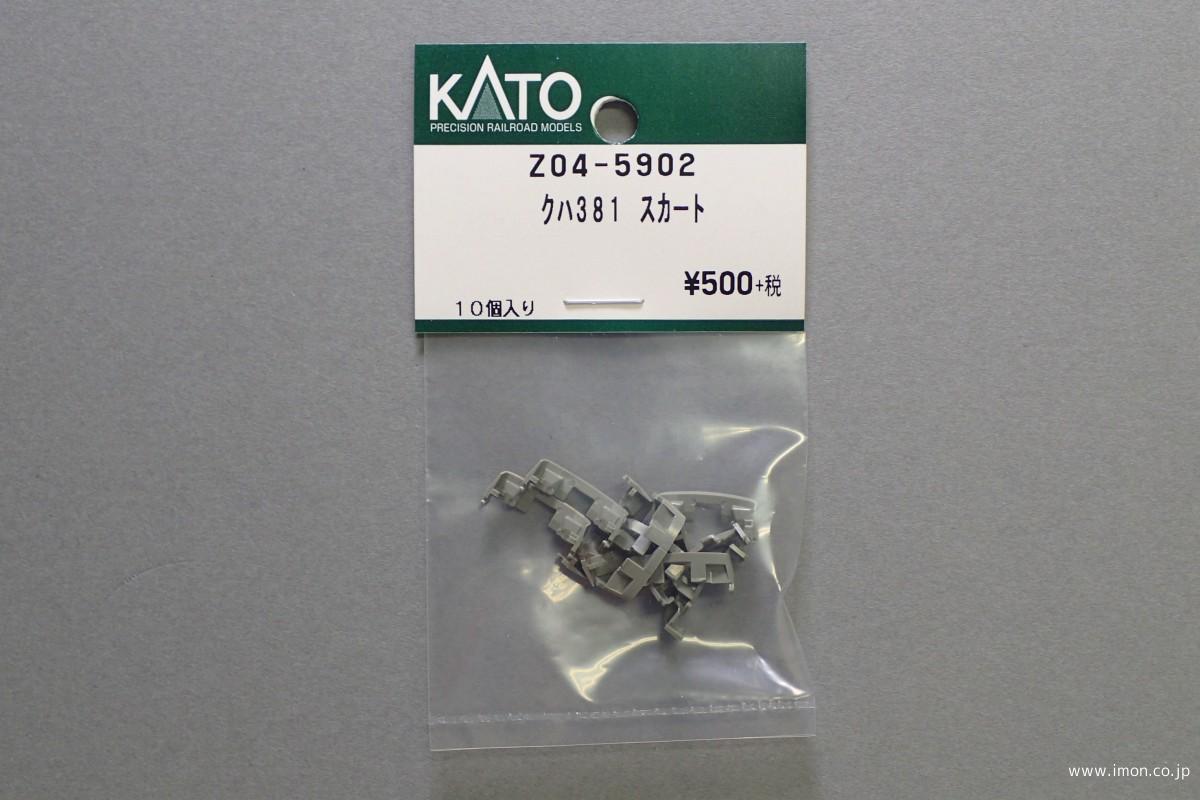 KATO
PRECISION RAILROAD MODELS
Z04-5902
クハ381 スカート
¥500+税
10個入り
www.imon.co.jp